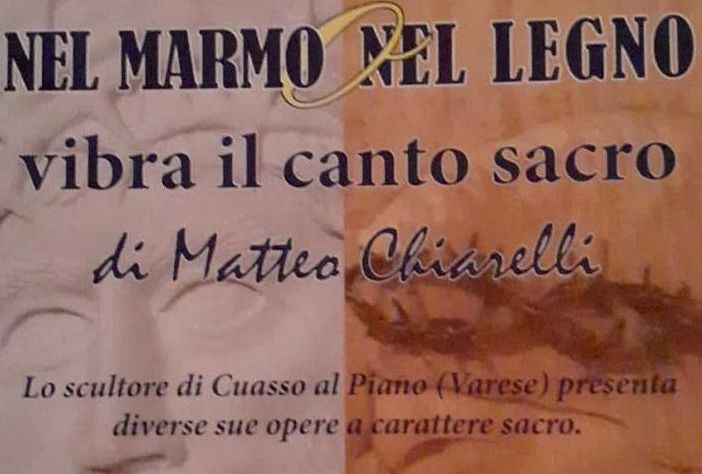 NEL MARMO O NEL LEGNO
vibra il canto sacro
di Matteo Chiarelli
Lo scultore di Cuasso al Piano (Varese) presenta
diverse sue opere a carattere sacro.